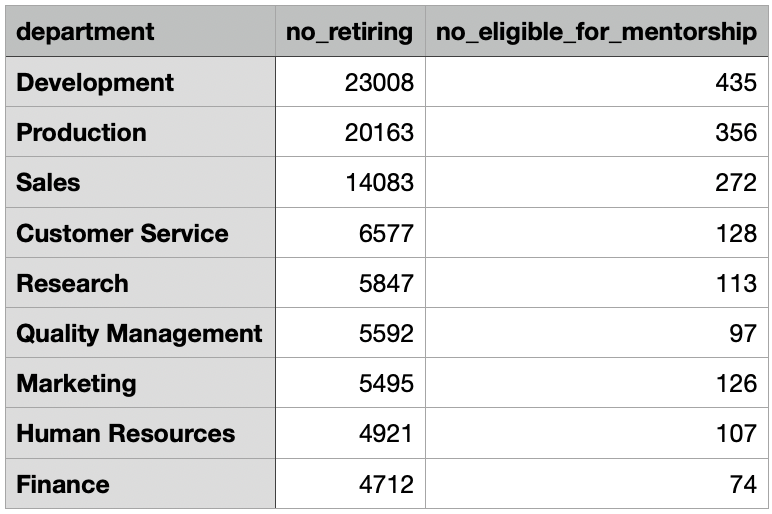 department no_retiring no_eligible_for_mentorship
Development 23008 435
Production 20163 356
Sales 14083 272
Customer Service 6577 128
Research 5847 113
Quality Management 5592 97
Marketing 5495 126
Human Resources 4921 107
Finance 4712 74